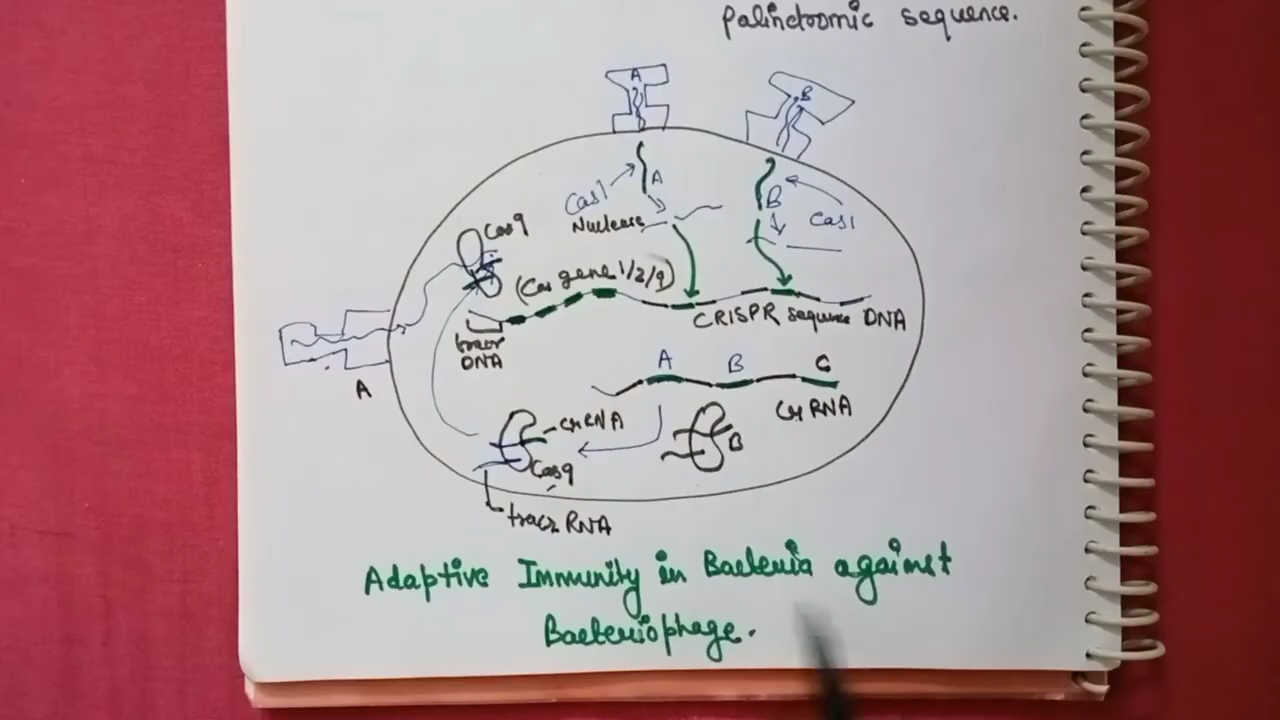 palindromic sequence.
A
B
A
Cas1
Nuclease
B
Cas1
Cas9
(Cas gene 1/2/9)
CRISPR sequence DNA
tracr
DNA
A
A B C
CrRNA
crRNA
B
Cas9
tracr RNA
Adaptive Immunity in Bacteria against
Bacteriophage.